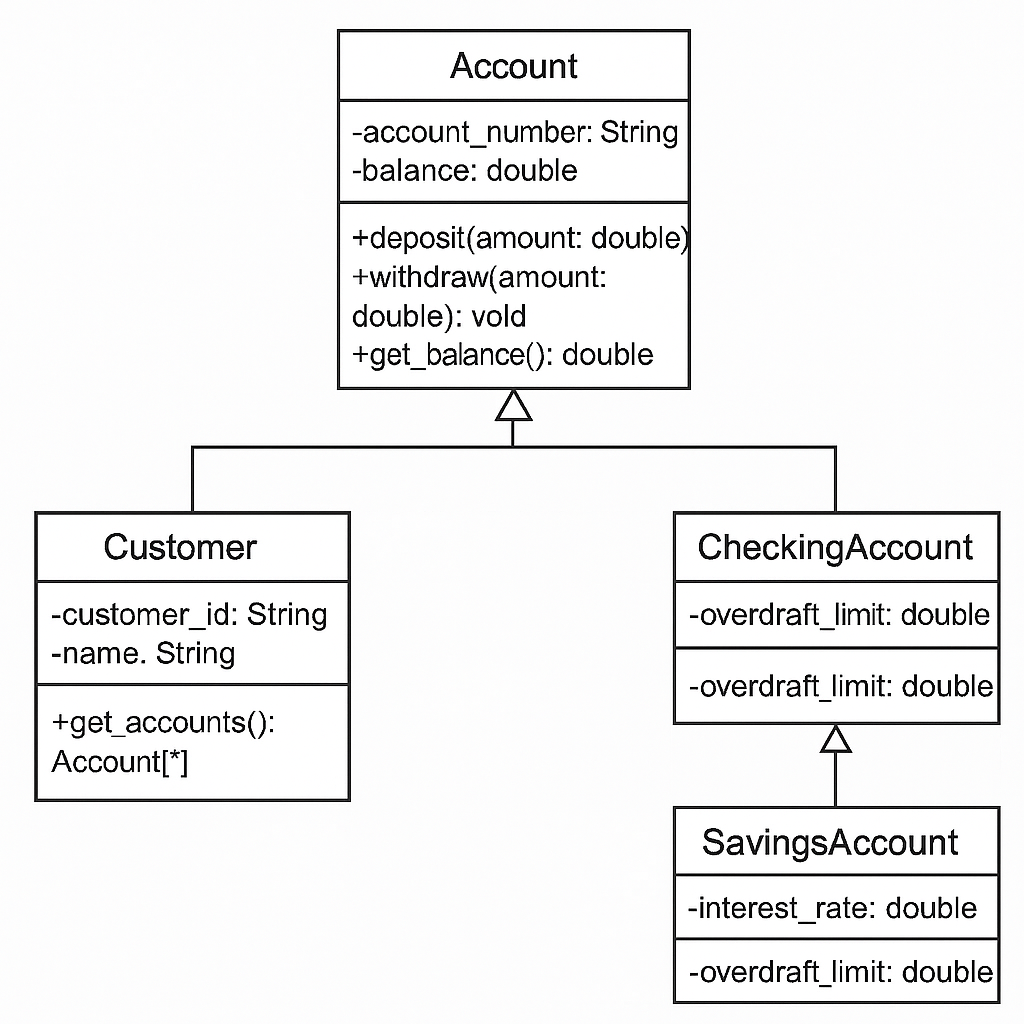 Account
-account_number: String
-balance: double
+deposit(amount: double)
+withdraw(amount:
double): vold
+get_balance(): double
Customer
-customer_id: String
-name. String
+get_accounts():
Account[*]
CheckingAccount
-overdraft_limit: double
-overdraft_limit: double
SavingsAccount
-interest_rate: double
-overdraft_limit: double